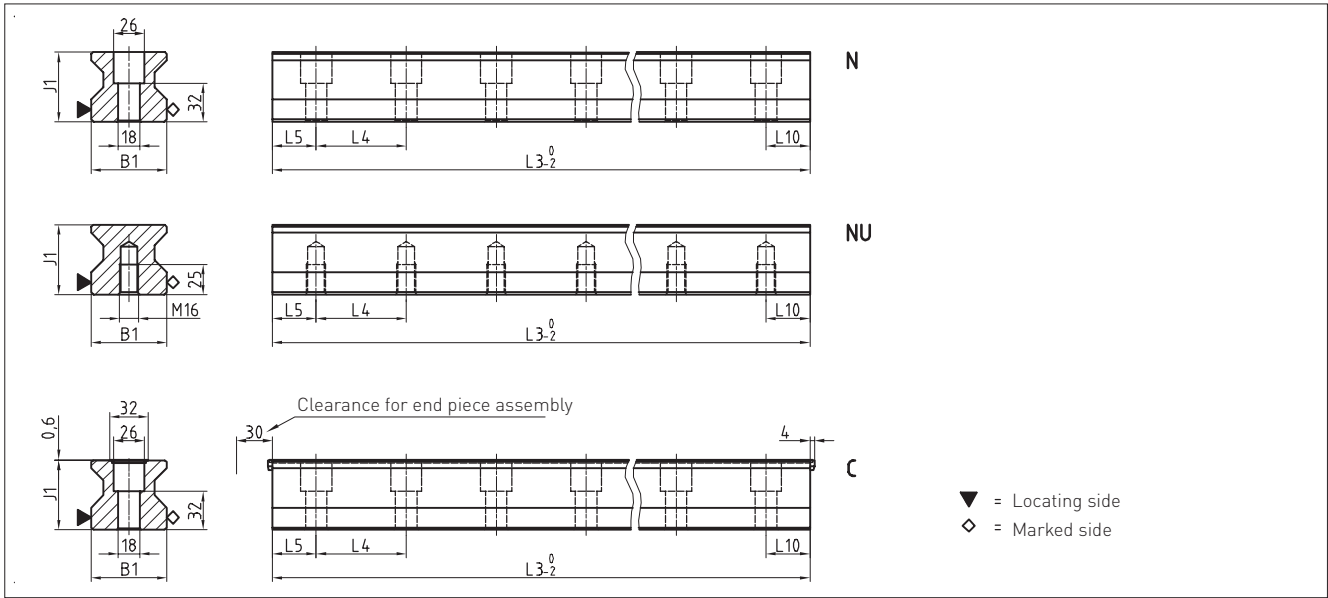 26
J1
32
18
B1
L5
L4
L10
L3-2 0
N
J1
25
M16
B1
L5
L4
L10
L3-2 0
NU
Clearance for end piece assembly
0,6
32
26
30
4
J1
32
18
B1
L5
L4
L10
L3-2 0
C
▼ = Locating side
◇ = Marked side